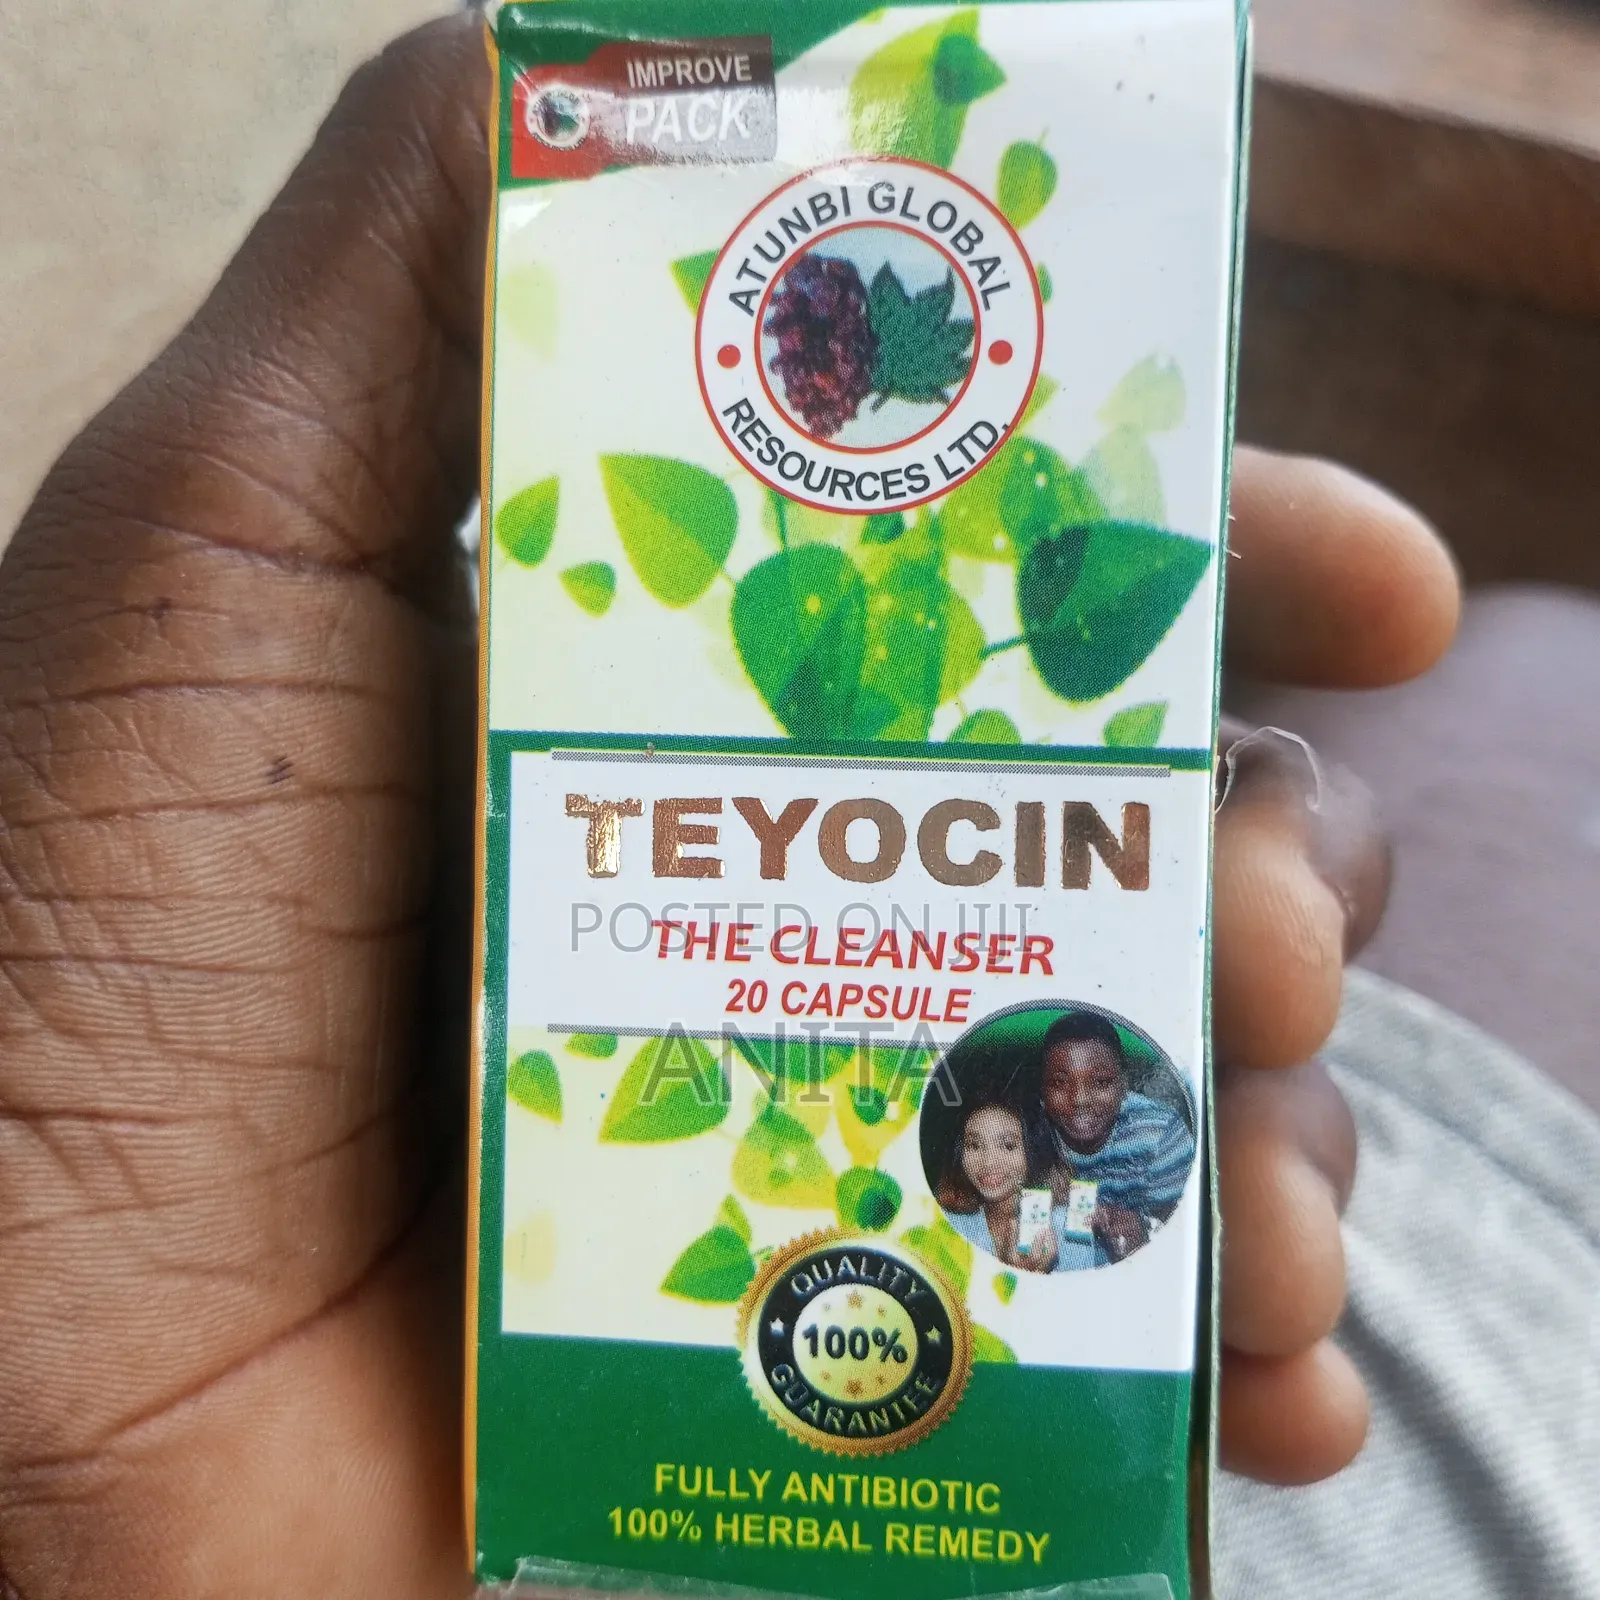 IMPROVE
PACK
ATUNBI GLOBAL
RESOURCES LTD.
TEYOCIN
POSTED ON JIJI
THE CLEANSER
20 CAPSULE
ANITA
QUALITY
100%
GUARANTEE
FULLY ANTIBIOTIC
100% HERBAL REMEDY